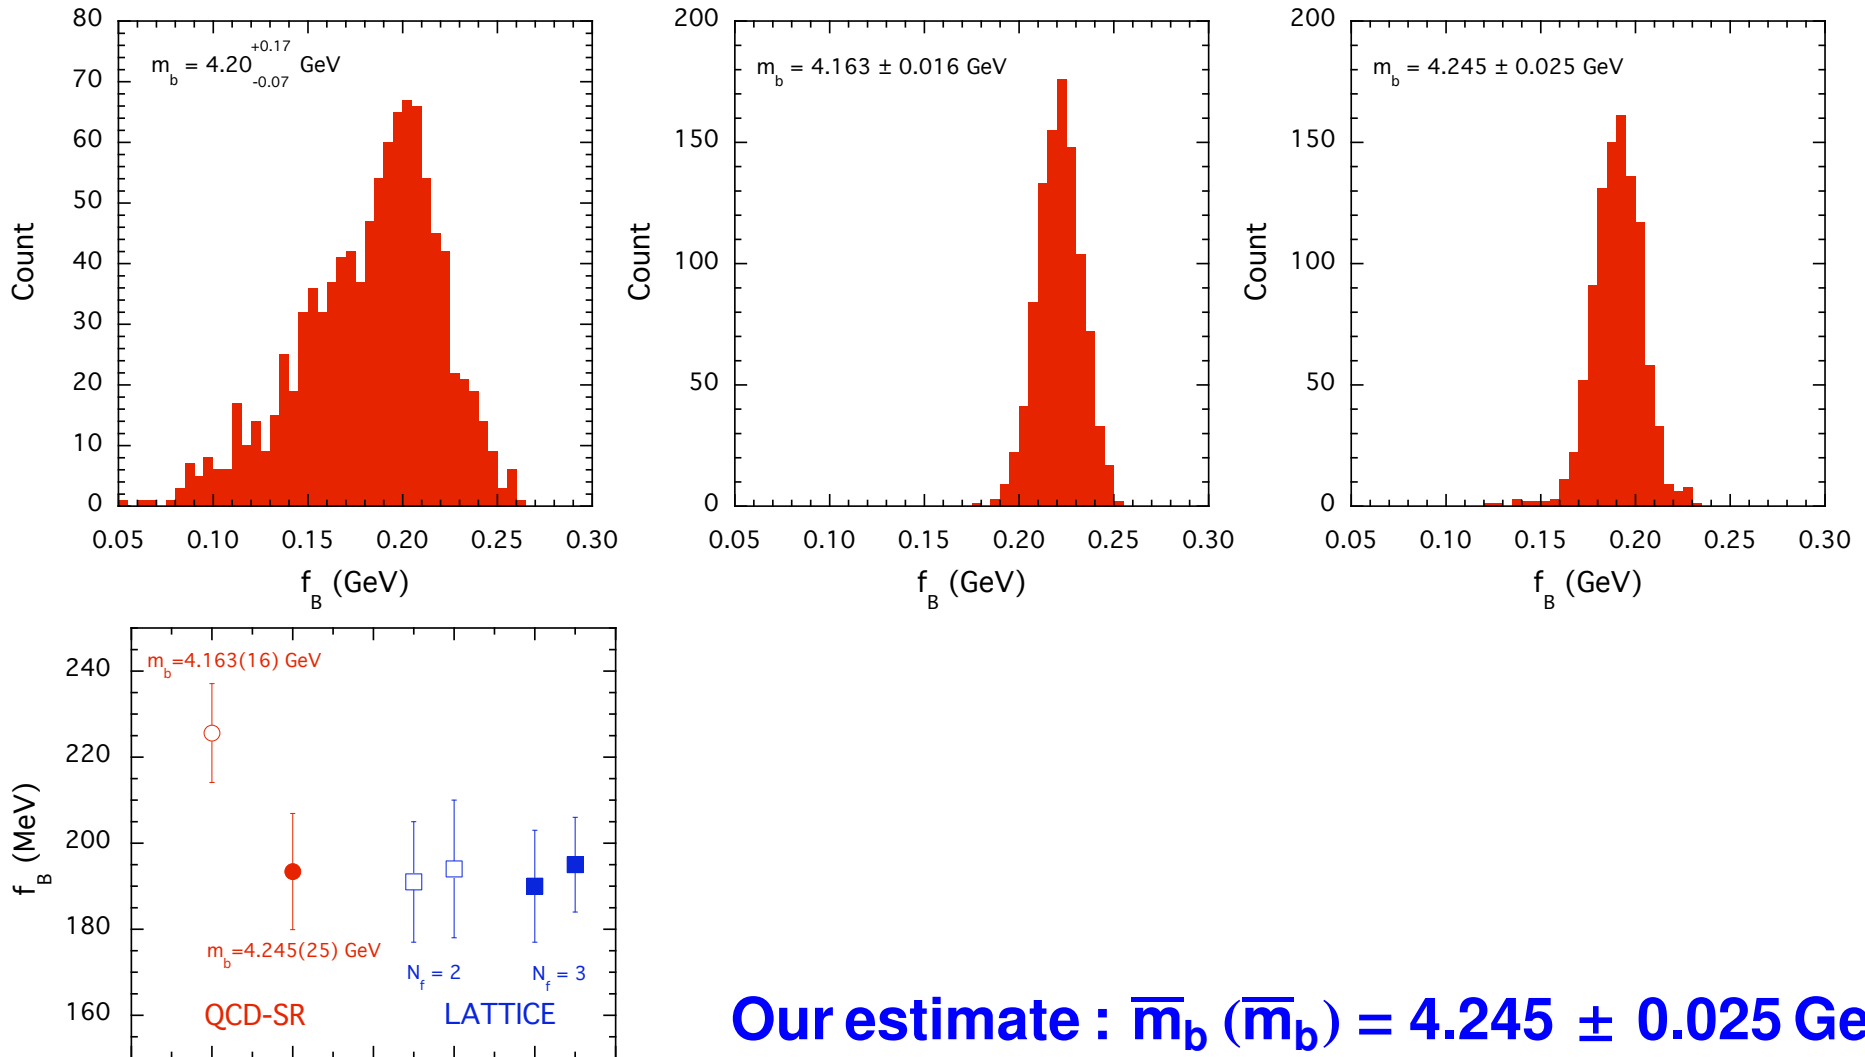 m_b = 4.20 +0.17 -0.07 GeV
80
70
60
50
40
30
20
10
0
Count
0.05 0.10 0.15 0.20 0.25 0.30
f_B (GeV)
m_b = 4.163 ± 0.016 GeV
200
150
100
50
0
Count
0.05 0.10 0.15 0.20 0.25 0.30
f_B (GeV)
m_b = 4.245 ± 0.025 GeV
200
150
100
50
0
Count
0.05 0.10 0.15 0.20 0.25 0.30
f_B (GeV)
m_b=4.163(16) GeV
240
220
200
180
160
f_B (MeV)
m_b=4.245(25) GeV
N_f = 2
N_f = 3
QCD-SR
LATTICE
Our estimate : m̅_b (m̅_b) = 4.245 ± 0.025 Ge